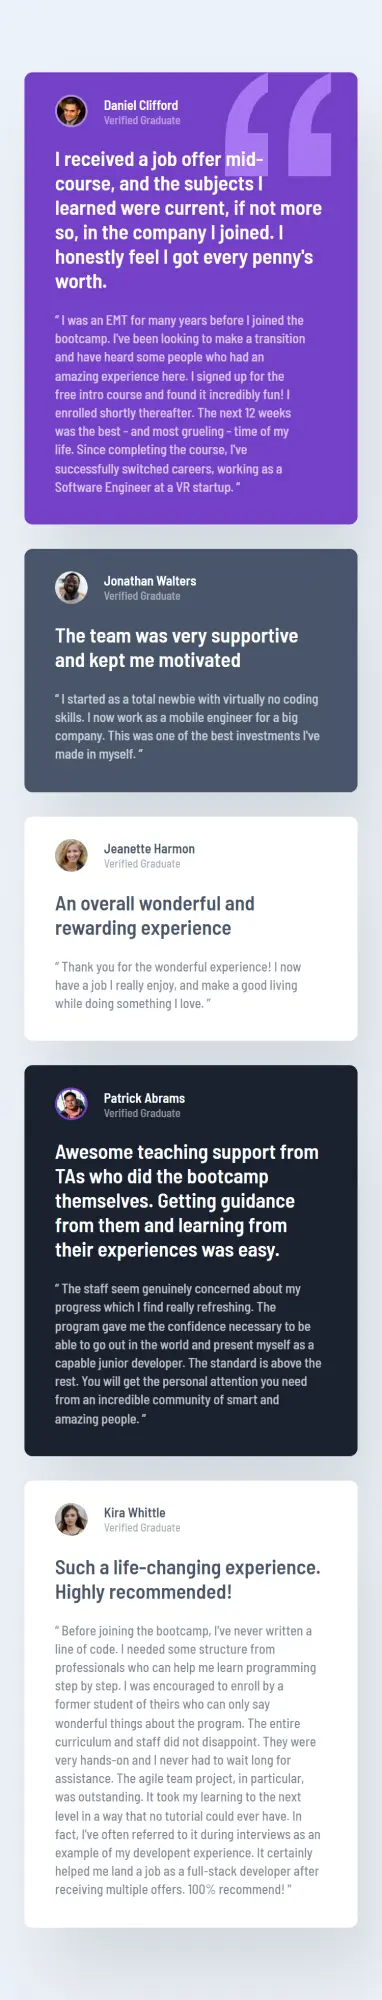 Daniel Clifford
Verified Graduate
I received a job offer mid-
course, and the subjects I
learned were current, if not more
so, in the company I joined. I
honestly feel I got every penny's
worth.
“ I was an EMT for many years before I joined the
bootcamp. I've been looking to make a transition
and have heard some people who had an
amazing experience here. I signed up for the
free intro course and found it incredibly fun! I
enrolled shortly thereafter. The next 12 weeks
was the best - and most grueling - time of my
life. Since completing the course, I've
successfully switched careers, working as a
Software Engineer at a VR startup. ”
Jonathan Walters
Verified Graduate
The team was very supportive
and kept me motivated
“ I started as a total newbie with virtually no coding
skills. I now work as a mobile engineer for a big
company. This was one of the best investments I've
made in myself. ”
Jeanette Harmon
Verified Graduate
An overall wonderful and
rewarding experience
“ Thank you for the wonderful experience! I now
have a job I really enjoy, and make a good living
while doing something I love. ”
Patrick Abrams
Verified Graduate
Awesome teaching support from
TAs who did the bootcamp
themselves. Getting guidance
from them and learning from
their experiences was easy.
“ The staff seem genuinely concerned about my
progress which I find really refreshing. The
program gave me the confidence necessary to be
able to go out in the world and present myself as a
capable junior developer. The standard is above the
rest. You will get the personal attention you need
from an incredible community of smart and
amazing people. ”
Kira Whittle
Verified Graduate
Such a life-changing experience.
Highly recommended!
“ Before joining the bootcamp, I've never written a
line of code. I needed some structure from
professionals who can help me learn programming
step by step. I was encouraged to enroll by a
former student of theirs who can only say
wonderful things about the program. The entire
curriculum and staff did not disappoint. They were
very hands-on and I never had to wait long for
assistance. The agile team project, in particular,
was outstanding. It took my learning to the next
level in a way that no tutorial could ever have. In
fact, I've often referred to it during interviews as an
example of my developent experience. It certainly
helped me land a job as a full-stack developer after
receiving multiple offers. 100% recommend! ”